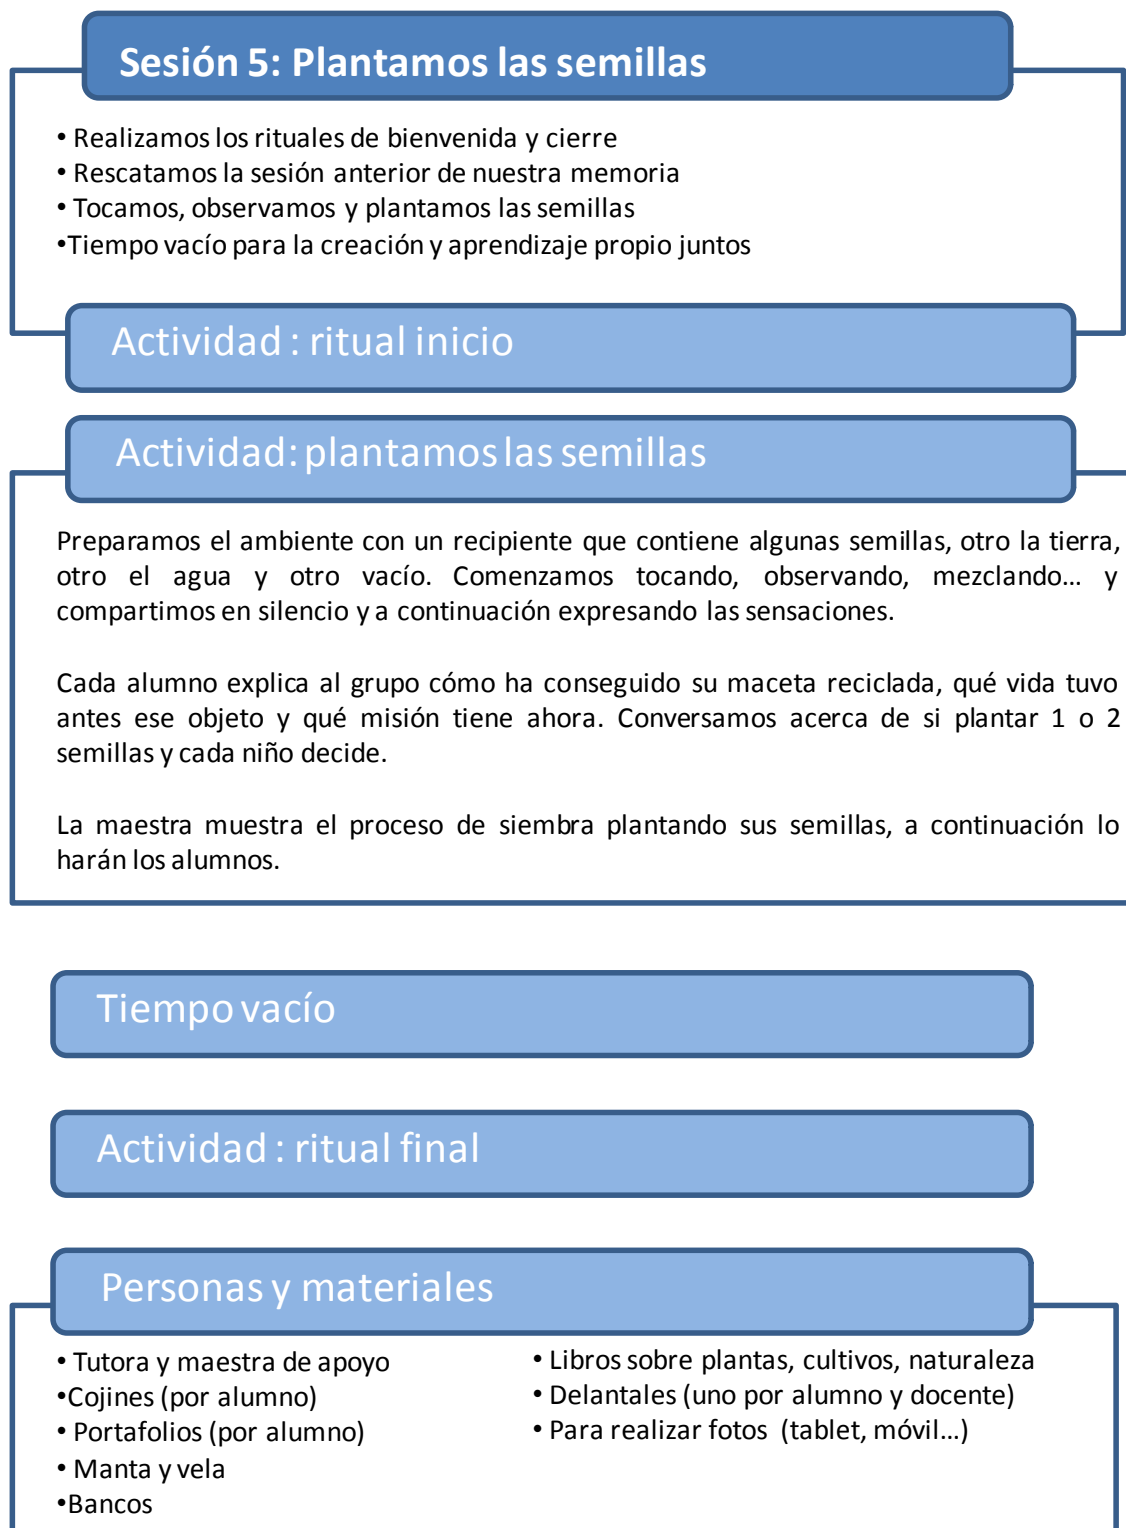 Sesión 5: Plantamos las semillas
• Realizamos los rituales de bienvenida y cierre
• Rescatamos la sesión anterior de nuestra memoria
• Tocamos, observamos y plantamos las semillas
•Tiempo vacío para la creación y aprendizaje propio juntos
Actividad : ritual inicio
Actividad: plantamos las semillas
Preparamos el ambiente con un recipiente que contiene algunas semillas, otro la tierra,
otro el agua y otro vacío. Comenzamos tocando, observando, mezclando… y
compartimos en silencio y a continuación expresando las sensaciones.
Cada alumno explica al grupo cómo ha conseguido su maceta reciclada, qué vida tuvo
antes ese objeto y qué misión tiene ahora. Conversamos acerca de si plantar 1 o 2
semillas y cada niño decide.
La maestra muestra el proceso de siembra plantando sus semillas, a continuación lo
harán los alumnos.
Tiempo vacío
Actividad : ritual final
Personas y materiales
• Tutora y maestra de apoyo
•Cojines (por alumno)
• Portafolios (por alumno)
• Manta y vela
•Bancos
• Libros sobre plantas, cultivos, naturaleza
• Delantales (uno por alumno y docente)
• Para realizar fotos (tablet, móvil…)